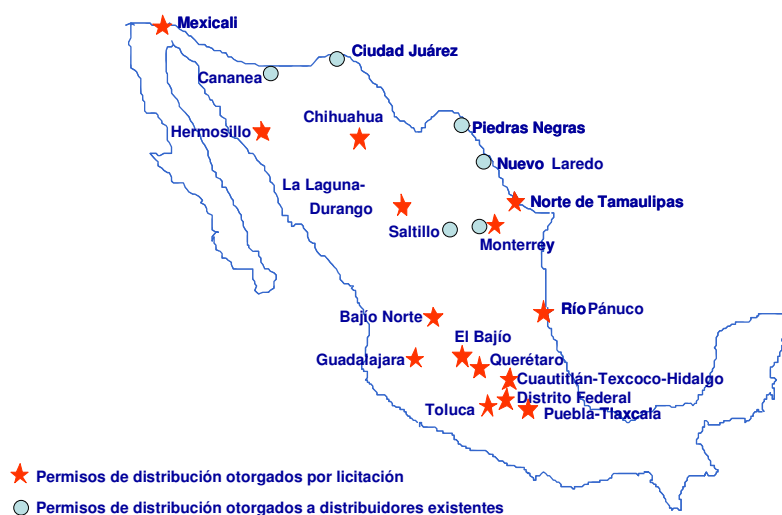 Mexicali
Ciudad Juárez
Cananea
Chihuahua
Hermosillo
Piedras Negras
Nuevo Laredo
La Laguna-
Durango
Norte de Tamaulipas
Saltillo
Monterrey
Bajío Norte
Río Pánuco
El Bajío
Guadalajara
Querétaro
Cuautitlán-Texcoco-Hidalgo
Distrito Federal
Toluca
Puebla-Tlaxcala
Permisos de distribución otorgados por licitación
Permisos de distribución otorgados a distribuidores existentes